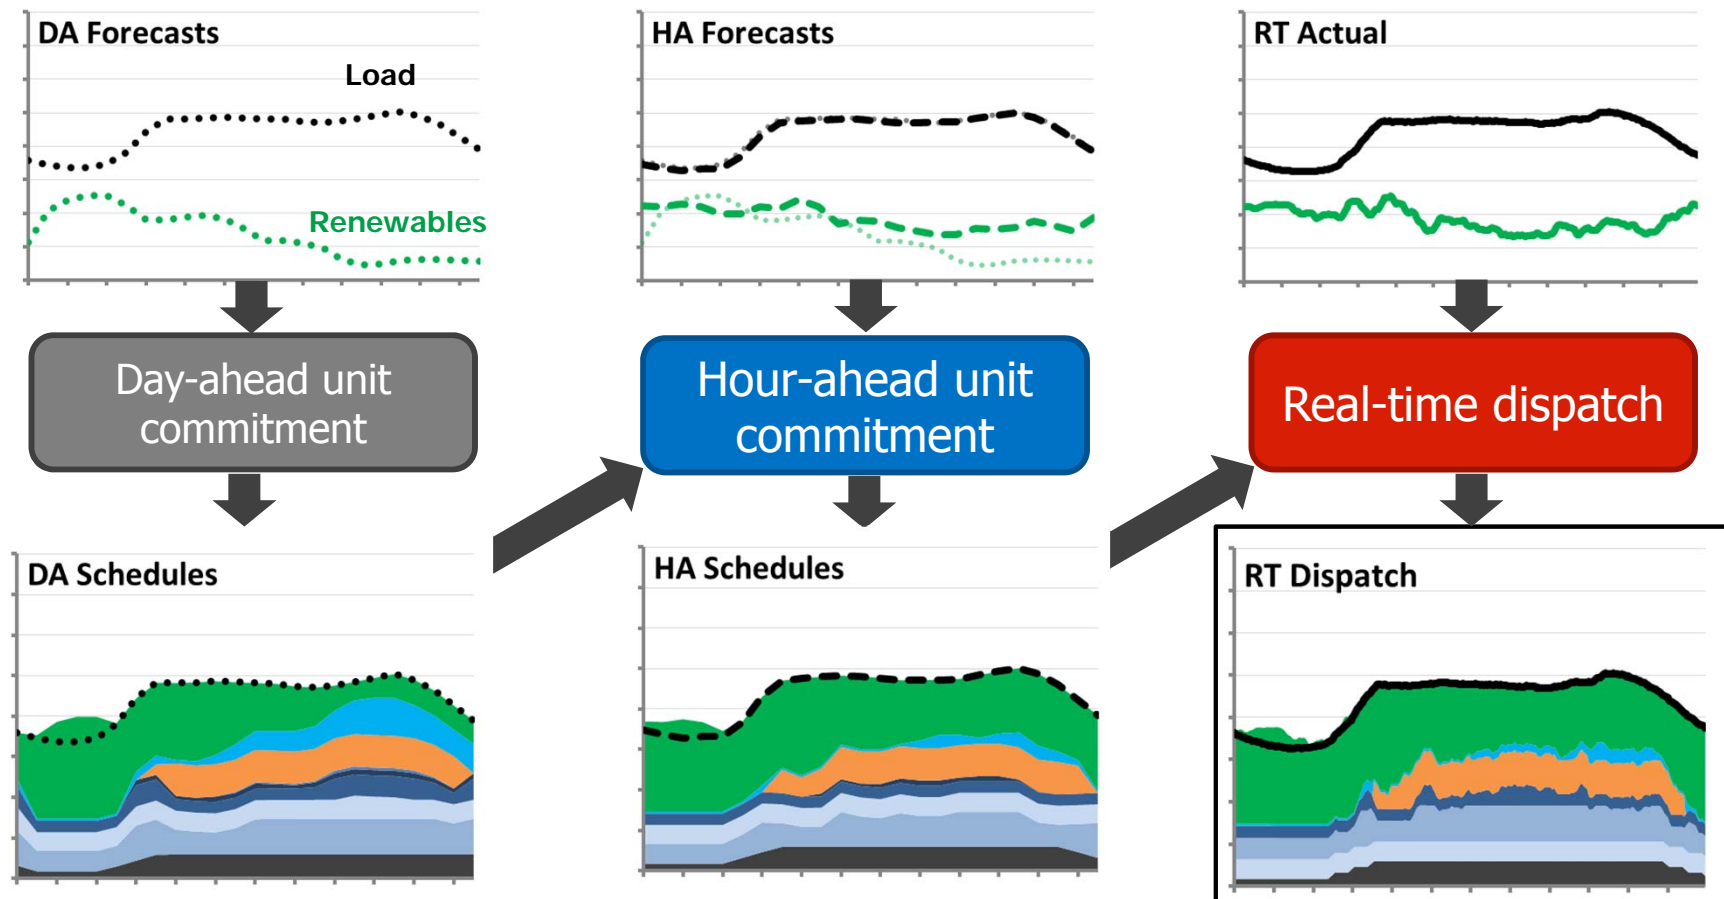 DA Forecasts
Load
Renewables
HA Forecasts
RT Actual
Day-ahead unit
commitment
Hour-ahead unit
commitment
Real-time dispatch
DA Schedules
HA Schedules
RT Dispatch